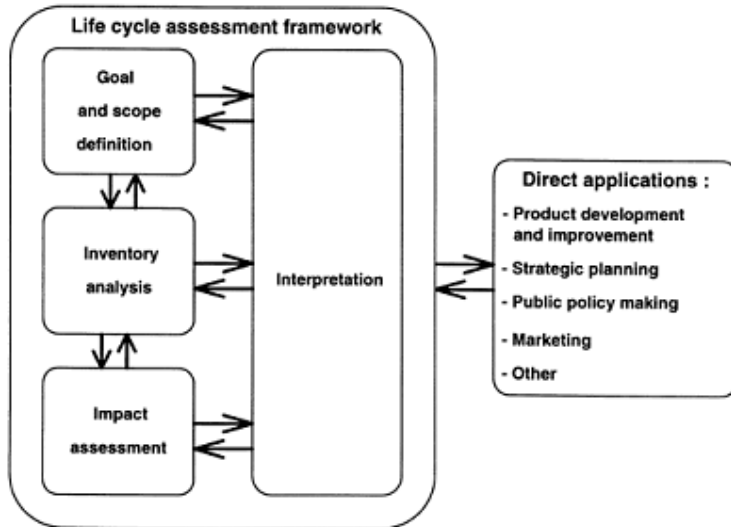 Life cycle assessment framework
Goal
and scope
definition
Inventory
analysis
Impact
assessment
Interpretation
Direct applications :
- Product development
and improvement
- Strategic planning
- Public policy making
- Marketing
- Other